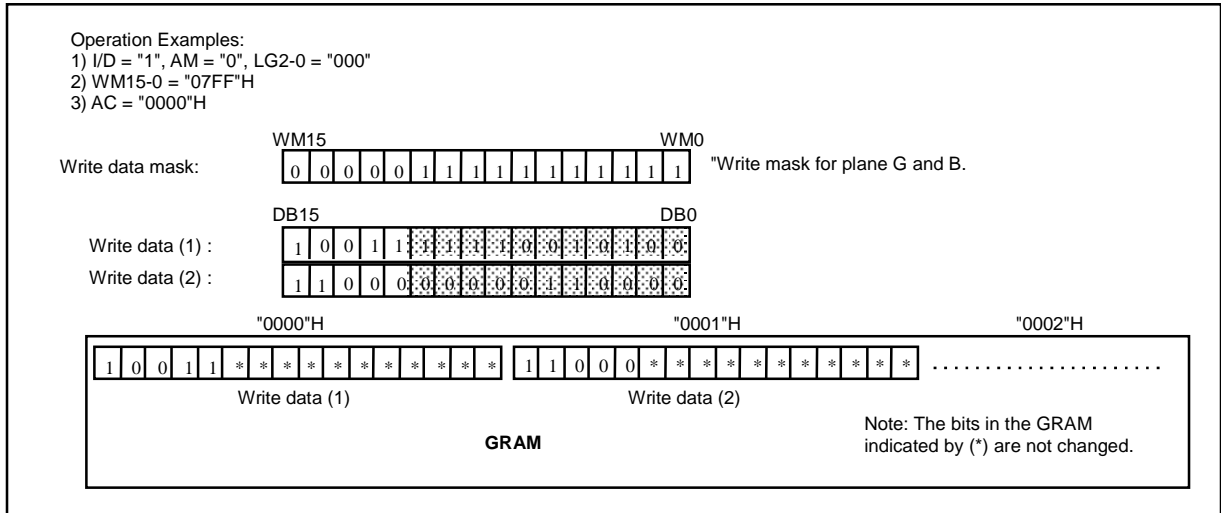 Operation Examples:
1) I/D = "1", AM = "0", LG2-0 = "000"
2) WM15-0 = "07FF"H
3) AC = "0000"H
WM15 WM0
Write data mask: 0 0 0 0 0 1 1 1 1 1 1 1 1 1 1 1 "Write mask for plane G and B.
DB15 DB0
Write data (1) : 1 0 0 1 1 1 1 1 1 0 0 1 0 1 0 0
Write data (2) : 1 1 0 0 0 0 0 0 0 0 1 1 0 0 0 0
"0000"H "0001"H "0002"H
1 0 0 1 1 * * * * * * * * * * * 1 1 0 0 0 * * * * * * * * * * * ......................
Write data (1) Write data (2)
Note: The bits in the GRAM
GRAM indicated by (*) are not changed.